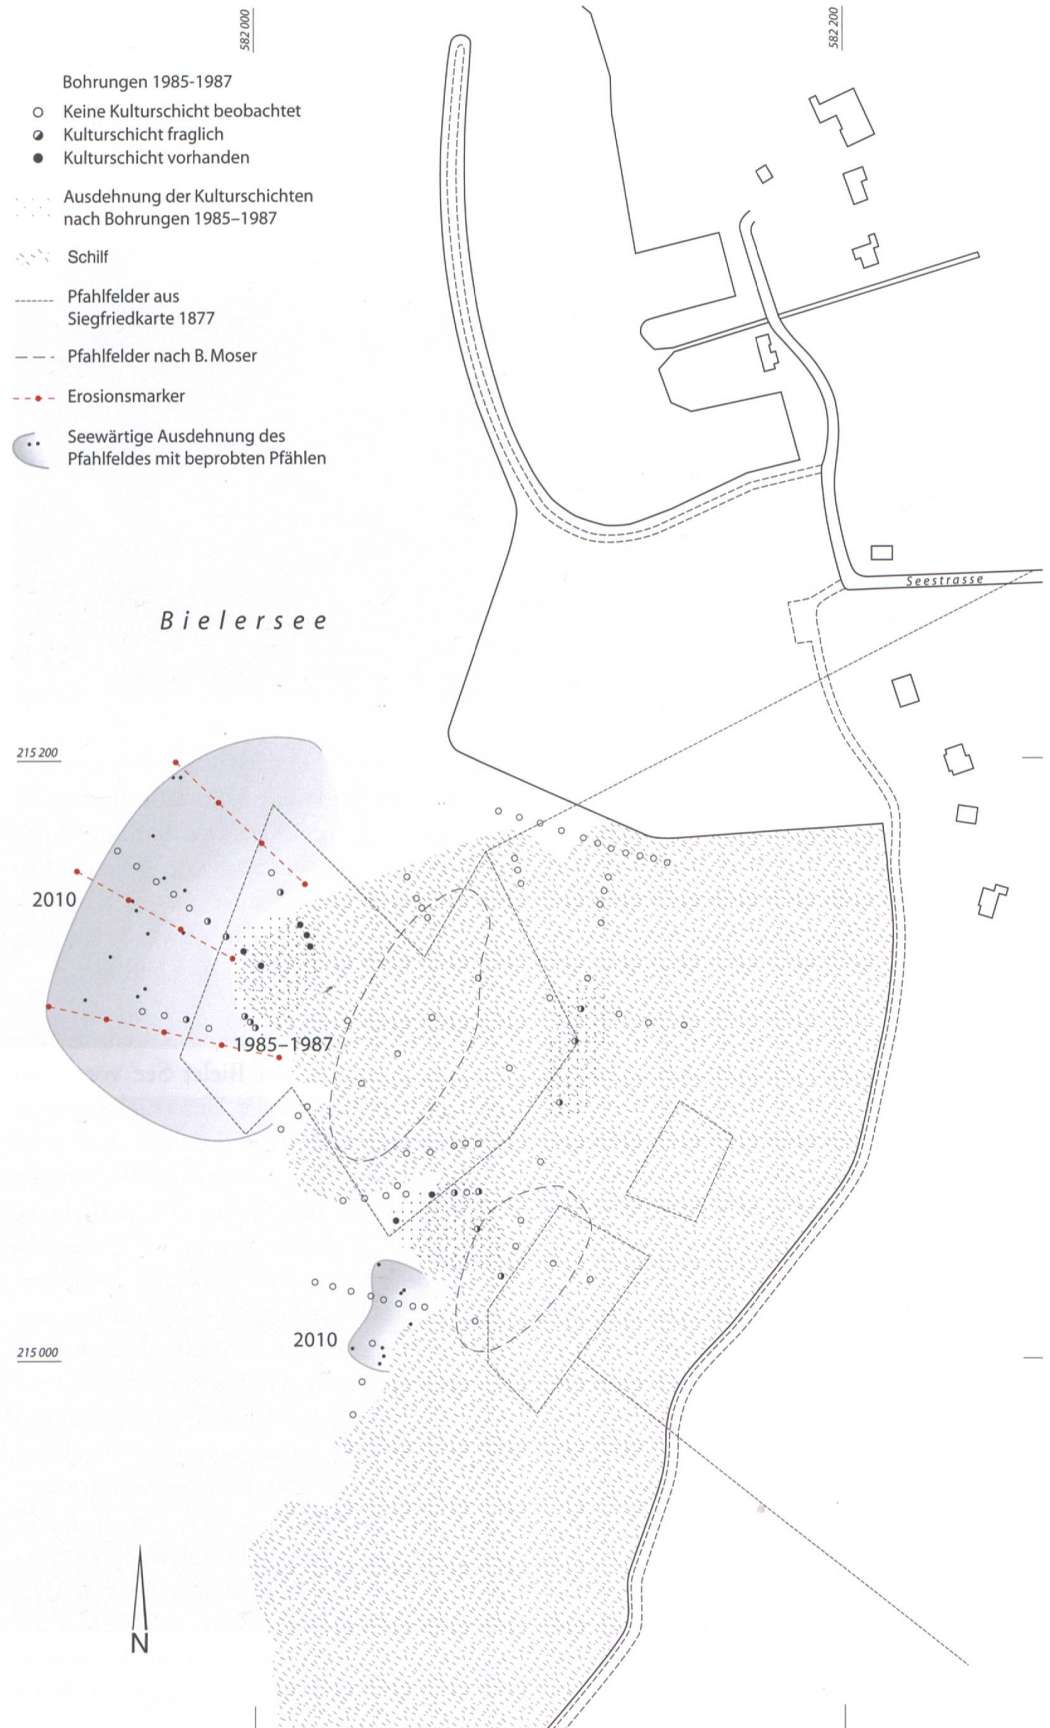 582 000
582 200
Bohrungen 1985-1987
Keine Kulturschicht beobachtet
Kulturschicht fraglich
Kulturschicht vorhanden
Ausdehnung der Kulturschichten
nach Bohrungen 1985–1987
Schilf
Pfahlfelder aus
Siegfriedkarte 1877
Pfahlfelder nach B. Moser
Erosionsmarker
Seewärtige Ausdehnung des
Pfahlfeldes mit beprobten Pfählen
Seestrasse
Bielersee
215 200
2010
1985–1987
2010
215 000
N